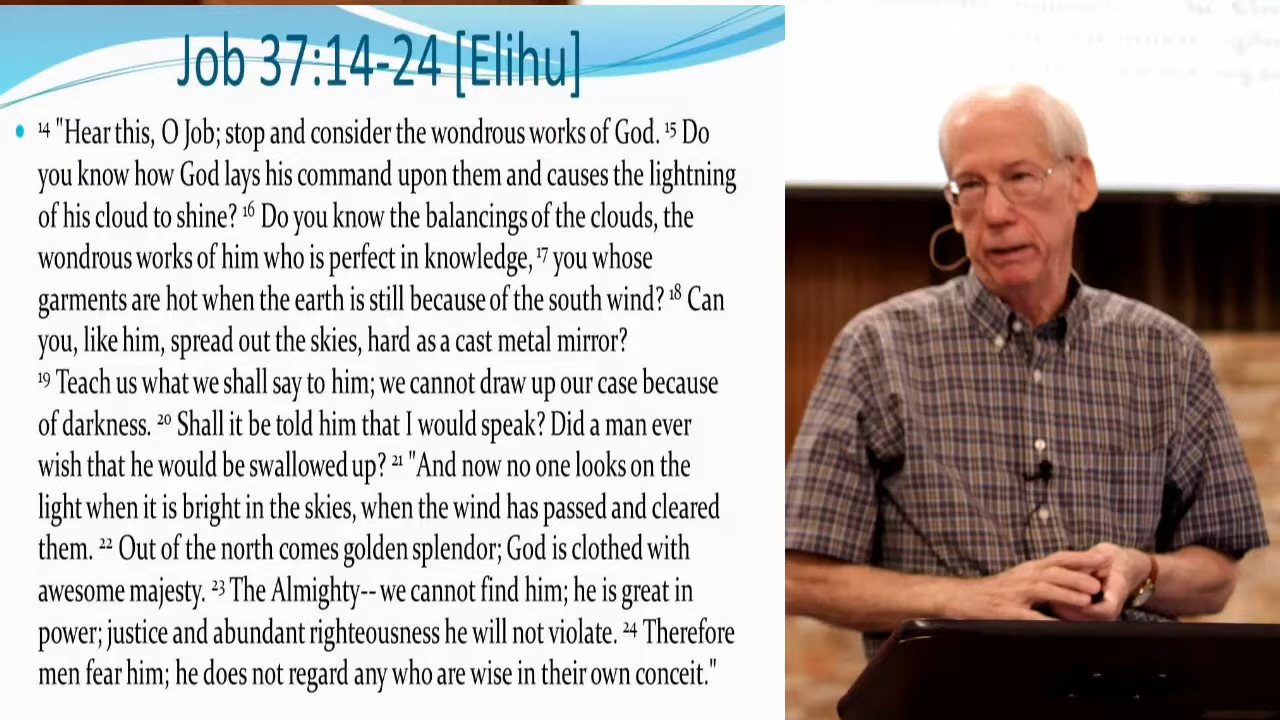 Job 37:14-24 [Elihu]
• 14 "Hear this, O Job; stop and consider the wondrous works of God. 15 Do
you know how God lays his command upon them and causes the lightning
of his cloud to shine? 16 Do you know the balancings of the clouds, the
wondrous works of him who is perfect in knowledge, 17 you whose
garments are hot when the earth is still because of the south wind? 18 Can
you, like him, spread out the skies, hard as a cast metal mirror?
19 Teach us what we shall say to him; we cannot draw up our case because
of darkness. 20 Shall it be told him that I would speak? Did a man ever
wish that he would be swallowed up? 21 "And now no one looks on the
light when it is bright in the skies, when the wind has passed and cleared
them. 22 Out of the north comes golden splendor; God is clothed with
awesome majesty. 23 The Almighty-- we cannot find him; he is great in
power; justice and abundant righteousness he will not violate. 24 Therefore
men fear him; he does not regard any who are wise in their own conceit."